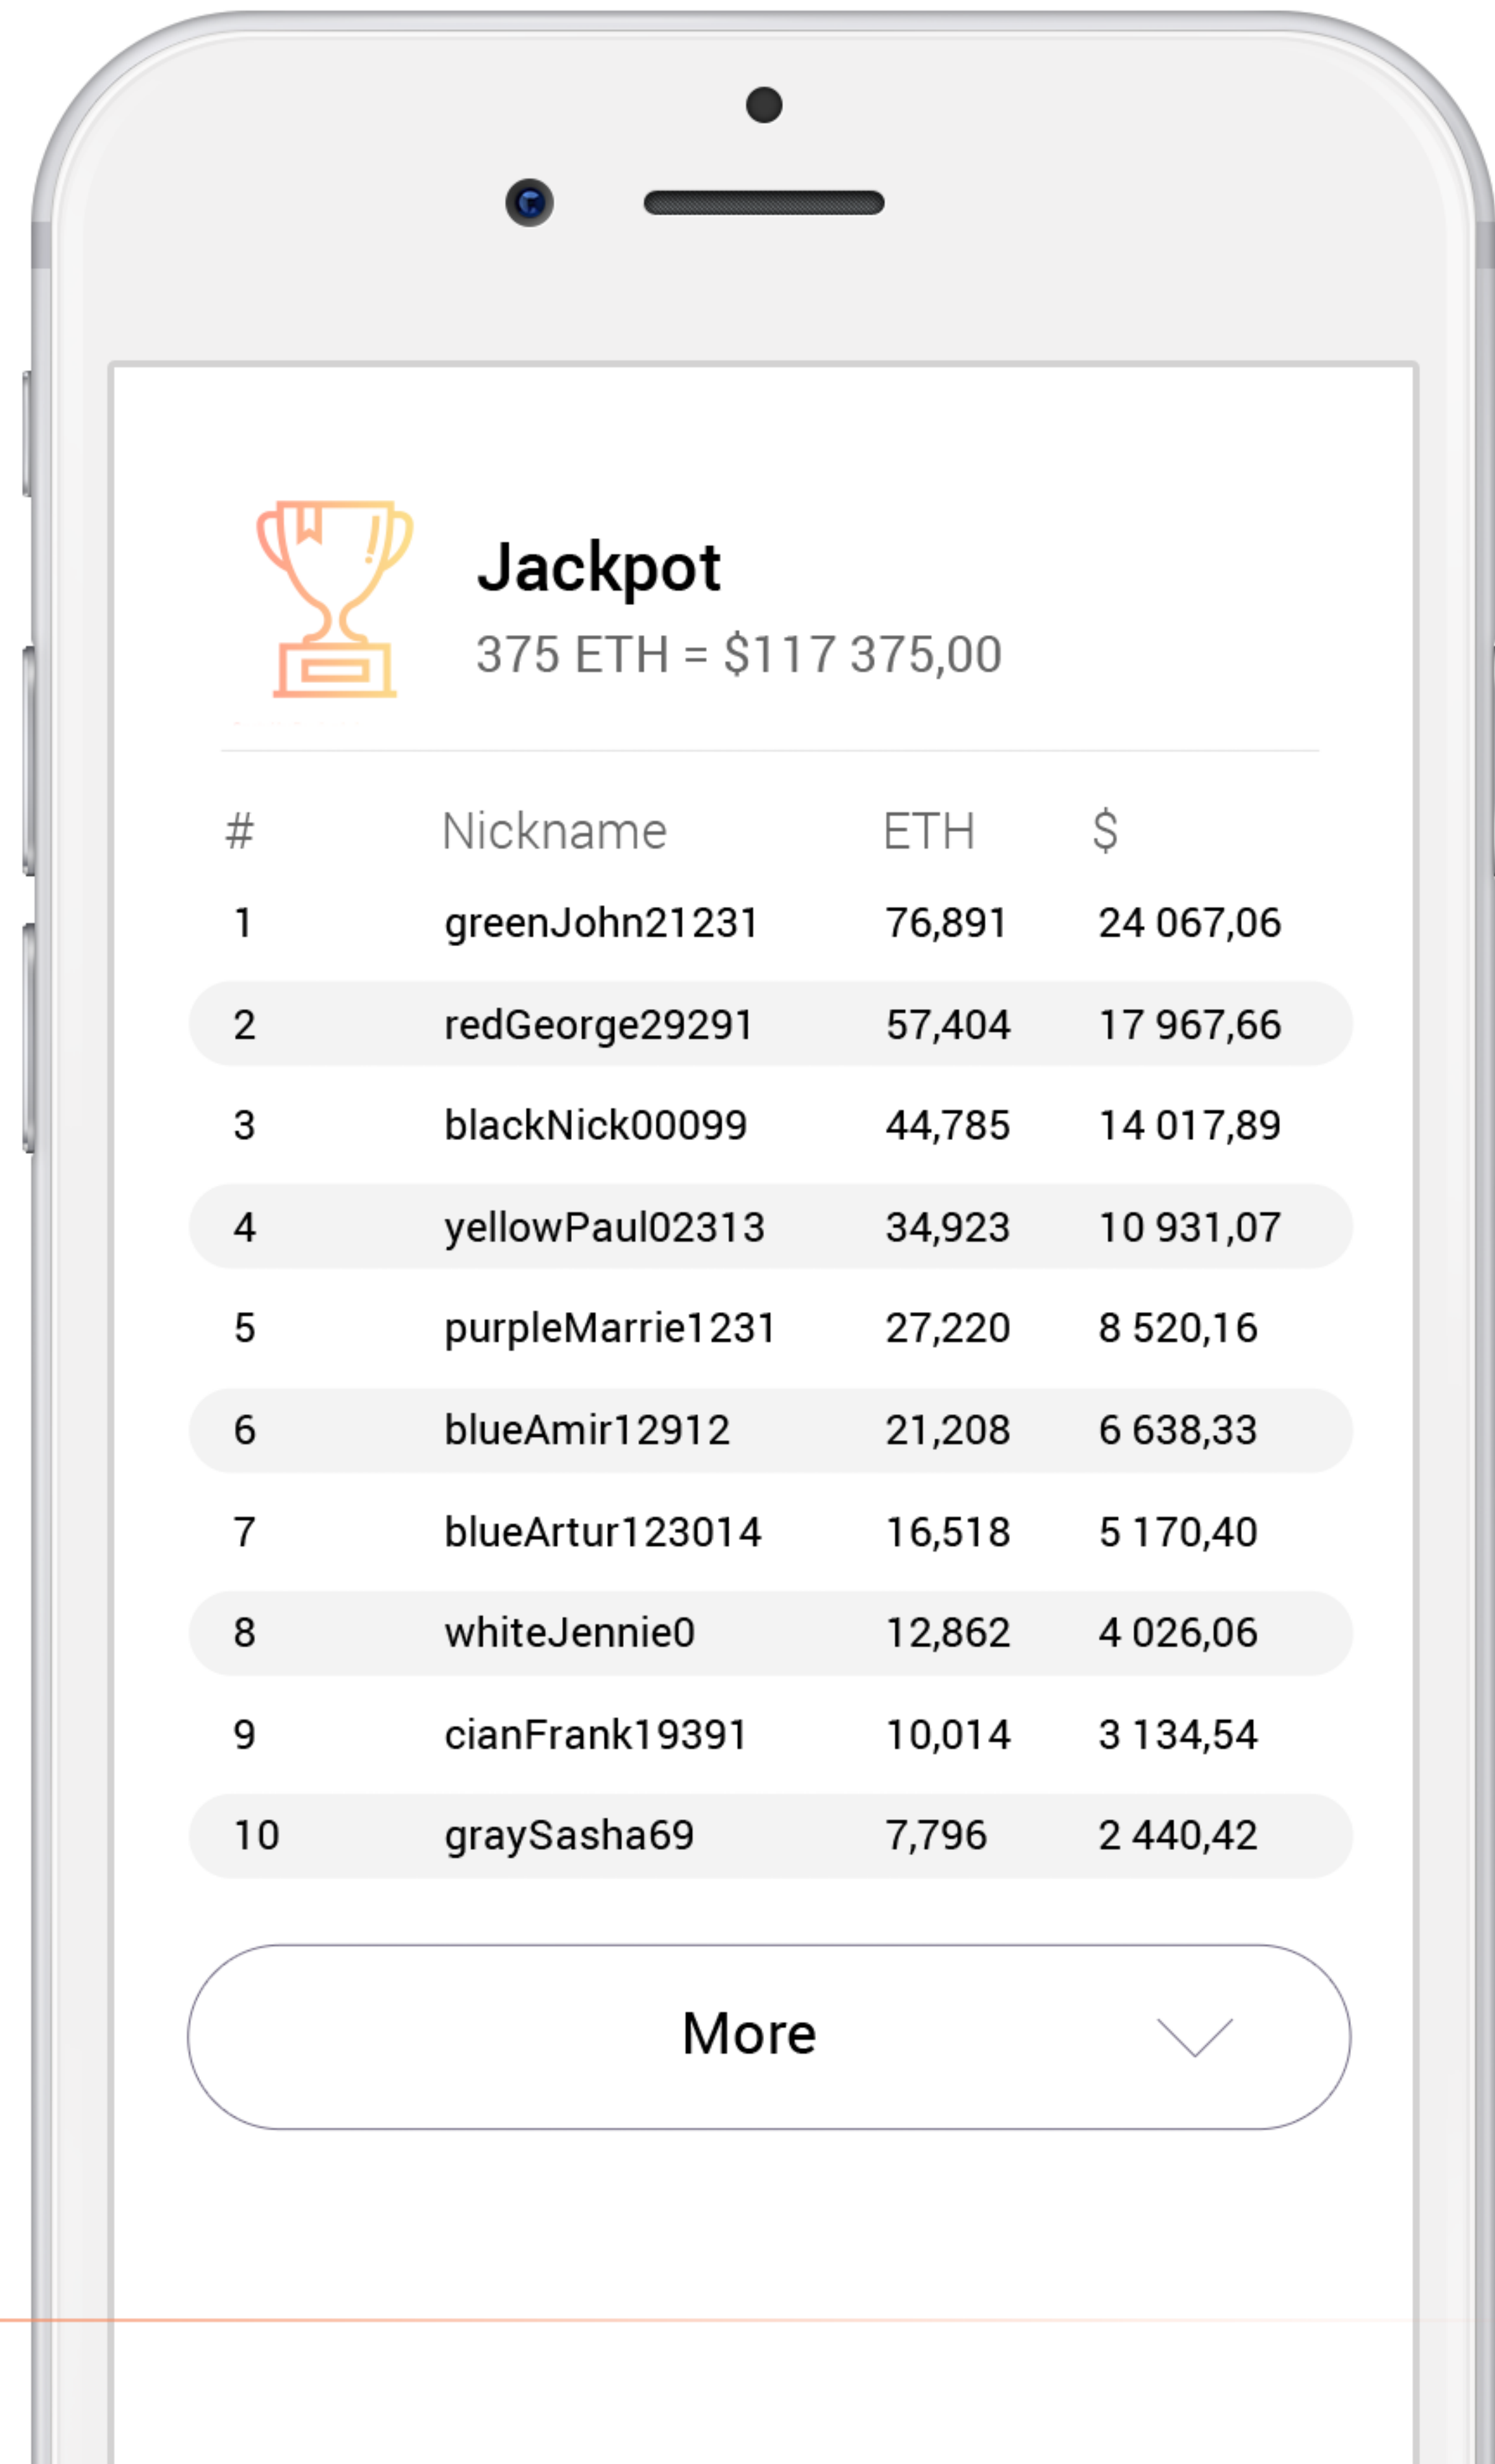 Jackpot
375 ETH = $117 375,00
# Nickname ETH $
1 greenJohn21231 76,891 24 067,06
2 redGeorge29291 57,404 17 967,66
3 blackNick00099 44,785 14 017,89
4 yellowPaul02313 34,923 10 931,07
5 purpleMarrie1231 27,220 8 520,16
6 blueAmir12912 21,208 6 638,33
7 blueArtur123014 16,518 5 170,40
8 whiteJennie0 12,862 4 026,06
9 cianFrank19391 10,014 3 134,54
10 graySasha69 7,796 2 440,42
More